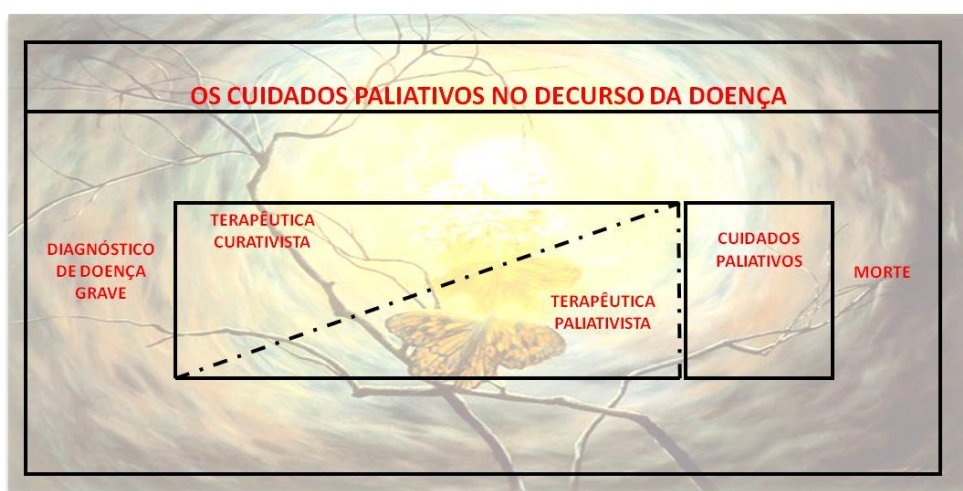 OS CUIDADOS PALIATIVOS NO DECURSO DA DOENÇA
DIAGNÓSTICO
DE DOENÇA
GRAVE
TERAPÊUTICA
CURATIVISTA
TERAPÊUTICA
PALIATIVISTA
CUIDADOS
PALIATIVOS
MORTE